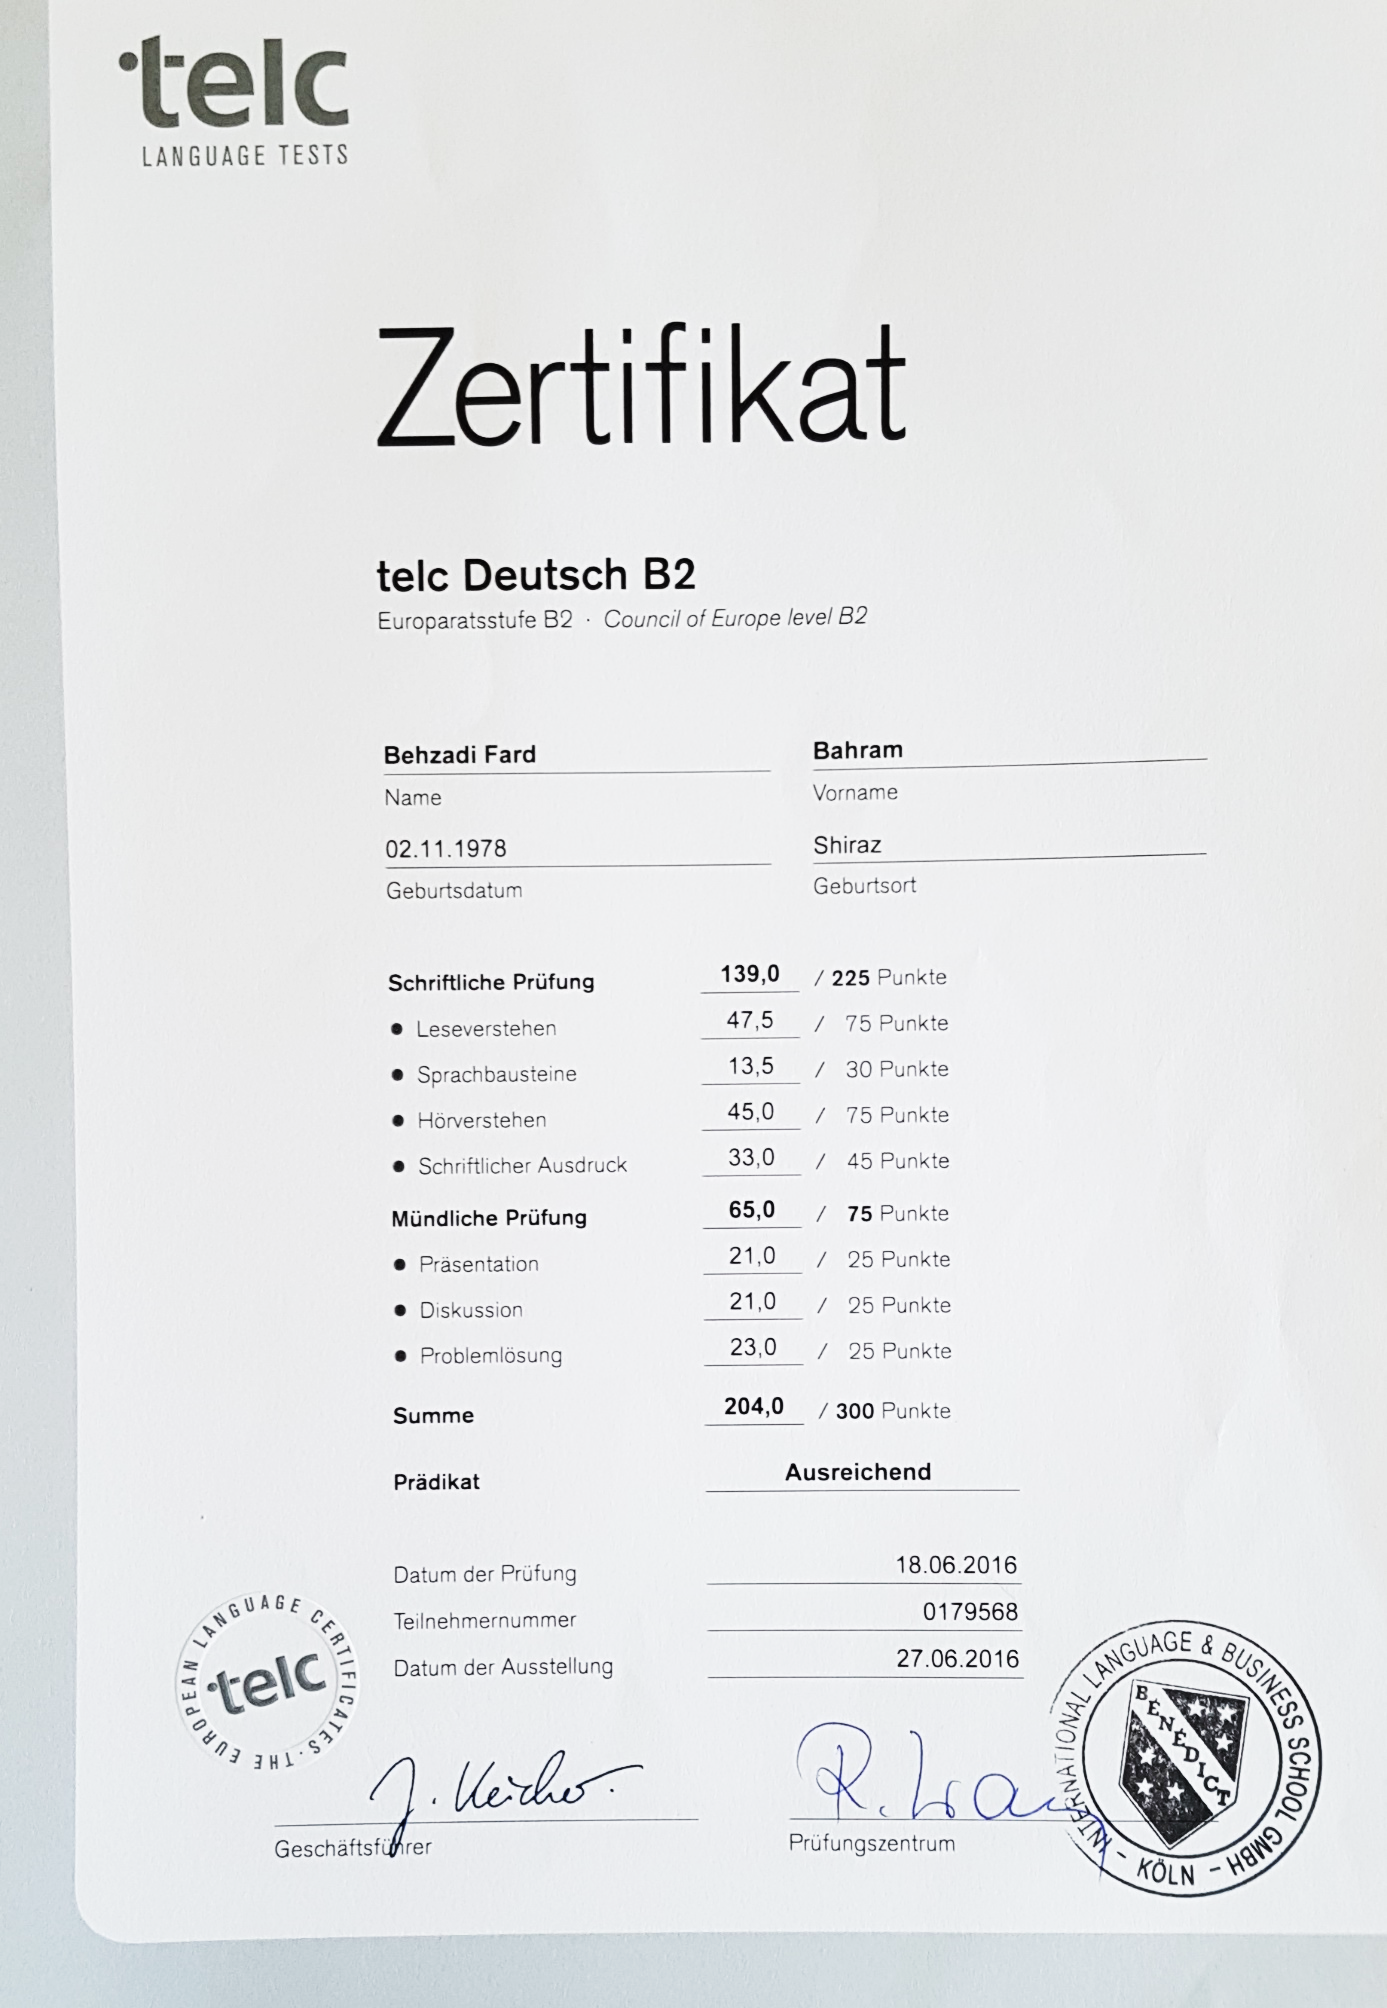 telc
LANGUAGE TESTS
Zertifikat
telc Deutsch B2
Europaratsstufe B2 · Council of Europe level B2
Behzadi Fard Bahram
Name Vorname
02.11.1978 Shiraz
Geburtsdatum Geburtsort
Schriftliche Prüfung 139,0 / 225 Punkte
• Leseverstehen 47,5 / 75 Punkte
• Sprachbausteine 13,5 / 30 Punkte
• Hörverstehen 45,0 / 75 Punkte
• Schriftlicher Ausdruck 33,0 / 45 Punkte
Mündliche Prüfung 65,0 / 75 Punkte
• Präsentation 21,0 / 25 Punkte
• Diskussion 21,0 / 25 Punkte
• Problemlösung 23,0 / 25 Punkte
Summe 204,0 / 300 Punkte
Prädikat Ausreichend
Datum der Prüfung 18.06.2016
Teilnehmernummer 0179568
Datum der Ausstellung 27.06.2016
THE EUROPEAN LANGUAGE CERTIFICATES ·
telc
INTERNATIONAL LANGUAGE & BUSINESS SCHOOL GMBH
BÉNÉDICT
- KÖLN -
Geschäftsführer Prüfungszentrum